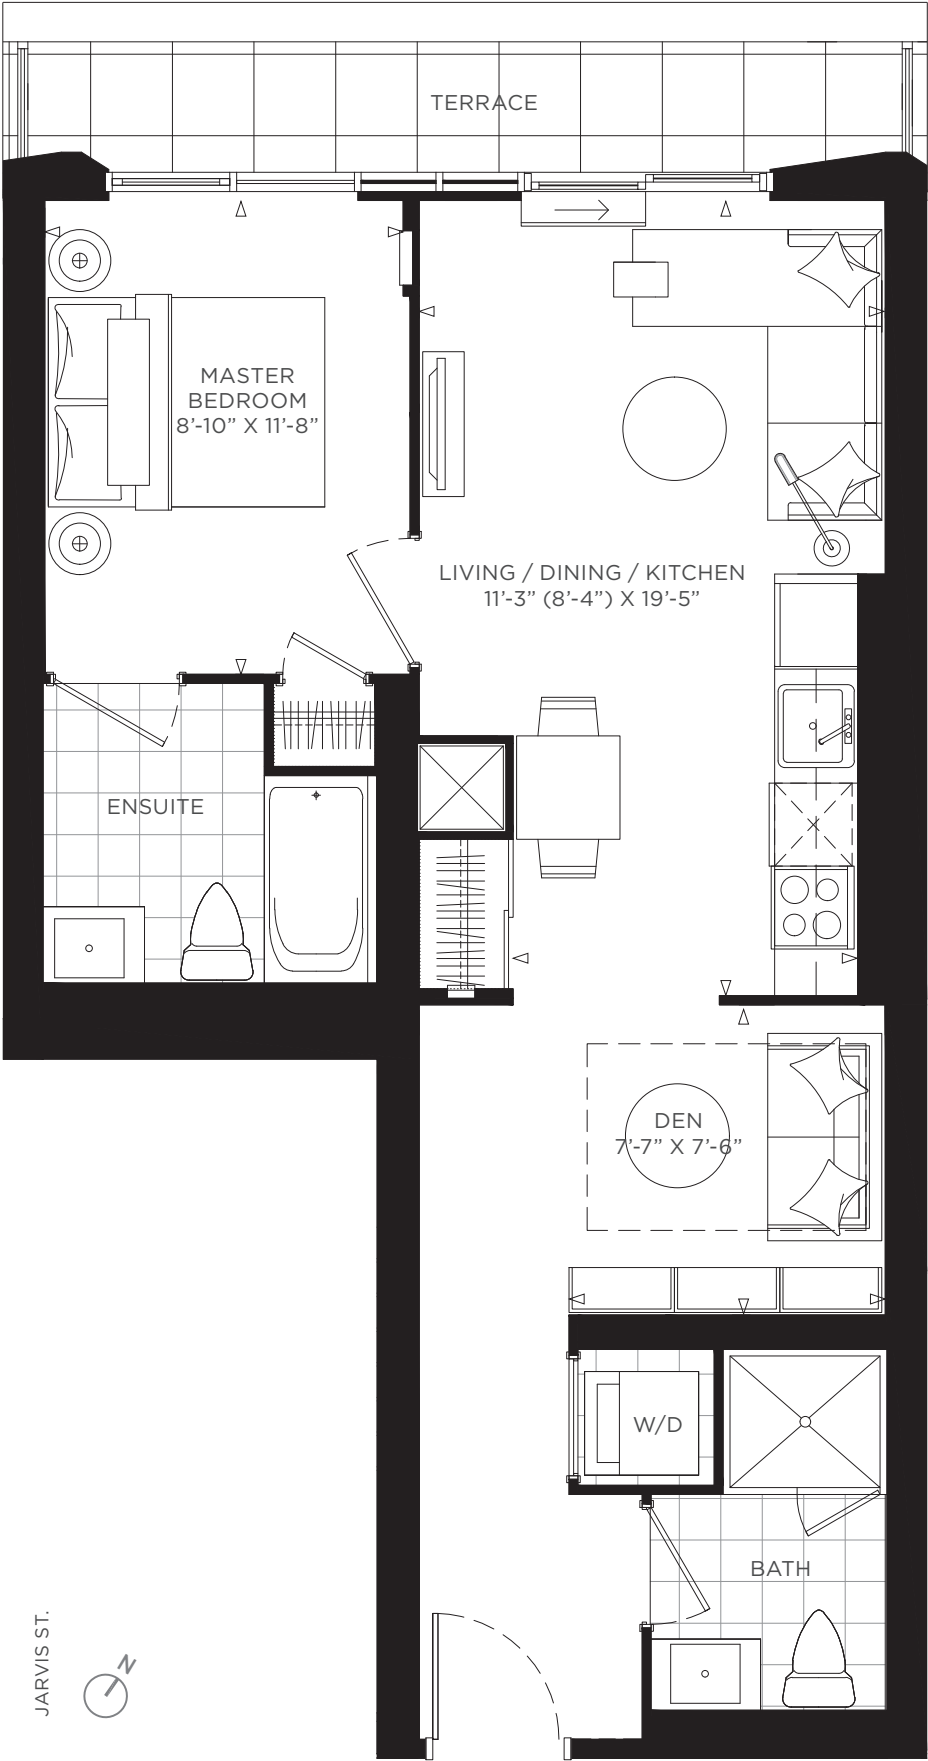 TERRACE
MASTER
BEDROOM
8’-10” X 11’-8”
LIVING / DINING / KITCHEN
11’-3” (8’-4”) X 19’-5”
ENSUITE
DEN
7’-7” X 7’-6”
W/D
BATH
JARVIS ST.
N